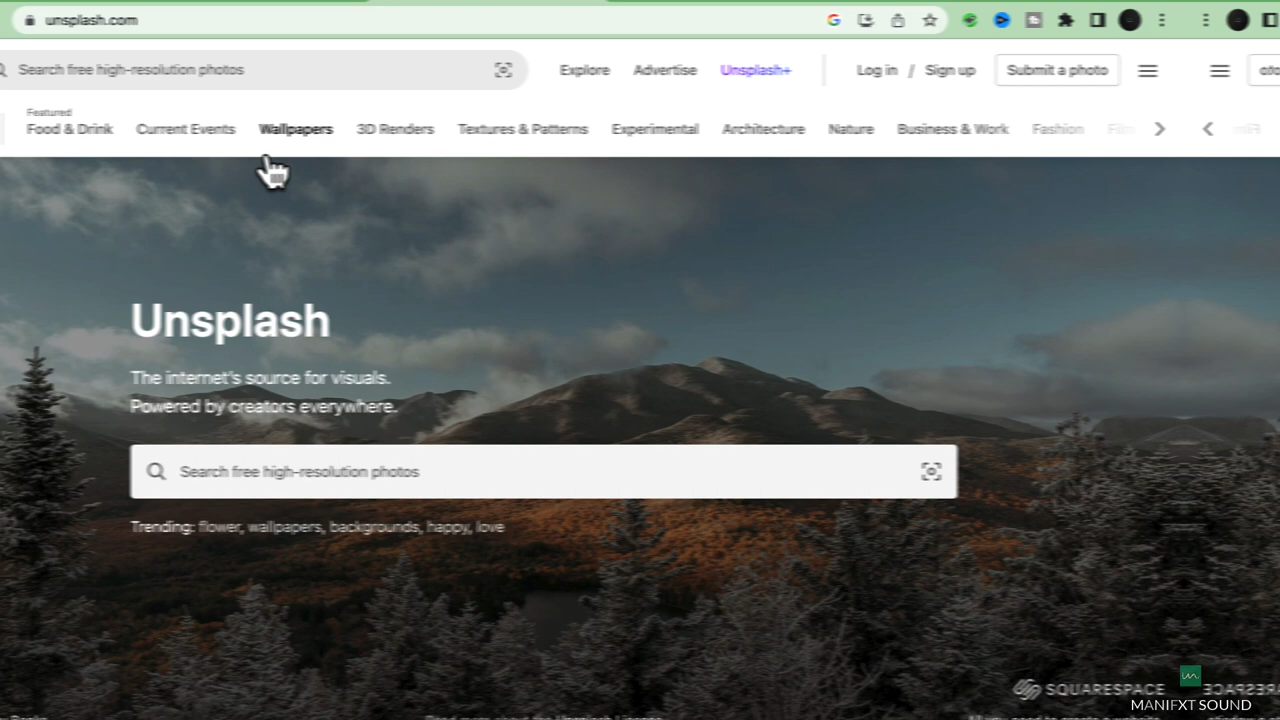 unsplash.com
Search free high-resolution photos
Explore
Advertise
Unsplash+
Log in / Sign up
Submit a photo
Featured
Food & Drink
Current Events
Wallpapers
3D Renders
Textures & Patterns
Experimental
Architecture
Nature
Business & Work
Fashion
Unsplash
The internet's source for visuals.
Powered by creators everywhere.
Search free high-resolution photos
Trending: flower, wallpapers, backgrounds, happy, love
SQUARESPACE
MANIFXT SOUND